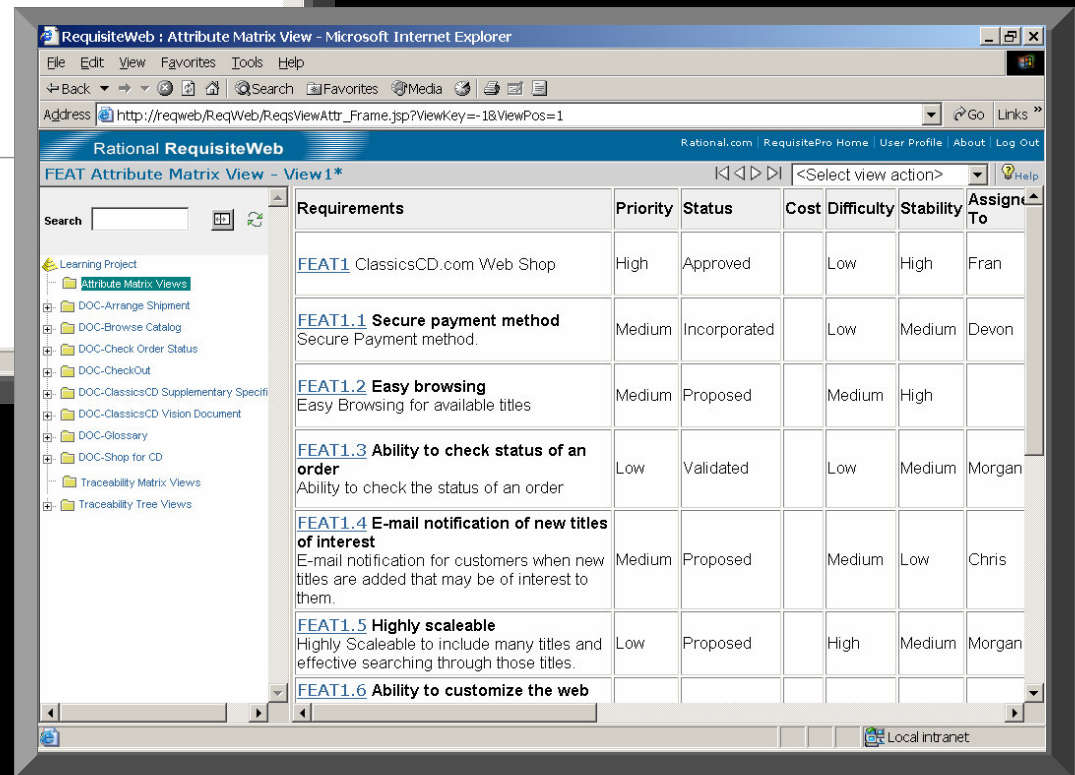 RequisiteWeb : Attribute Matrix View - Microsoft Internet Explorer
File Edit View Favorites Tools Help
Back Search Favorites Media
Address http://reqweb/ReqWeb/ReqsViewAttr_Frame.jsp?ViewKey=-1&ViewPos=1 Go Links »
Rational RequisiteWeb Rational.com | RequisitePro Home | User Profile | About | Log Out
FEAT Attribute Matrix View - View1* <Select view action> Help
Search
Learning Project
Attribute Matrix Views
DOC-Arrange Shipment
DOC-Browse Catalog
DOC-Check Order Status
DOC-CheckOut
DOC-ClassicsCD Supplementary Specifi
DOC-ClassicsCD Vision Document
DOC-Glossary
DOC-Shop for CD
Traceability Matrix Views
Traceability Tree Views
Requirements Priority Status Cost Difficulty Stability Assigne
To
FEAT1 ClassicsCD.com Web Shop High Approved Low High Fran
FEAT1.1 Secure payment method
Secure Payment method. Medium Incorporated Low Medium Devon
FEAT1.2 Easy browsing
Easy Browsing for available titles Medium Proposed Medium High
FEAT1.3 Ability to check status of an
order
Ability to check the status of an order Low Validated Low Medium Morgan
FEAT1.4 E-mail notification of new titles
of interest
E-mail notification for customers when new
titles are added that may be of interest to
them. Medium Proposed Medium Low Chris
FEAT1.5 Highly scaleable
Highly Scaleable to include many titles and
effective searching through those titles. Low Proposed High Medium Morgan
FEAT1.6 Ability to customize the web
Local intranet